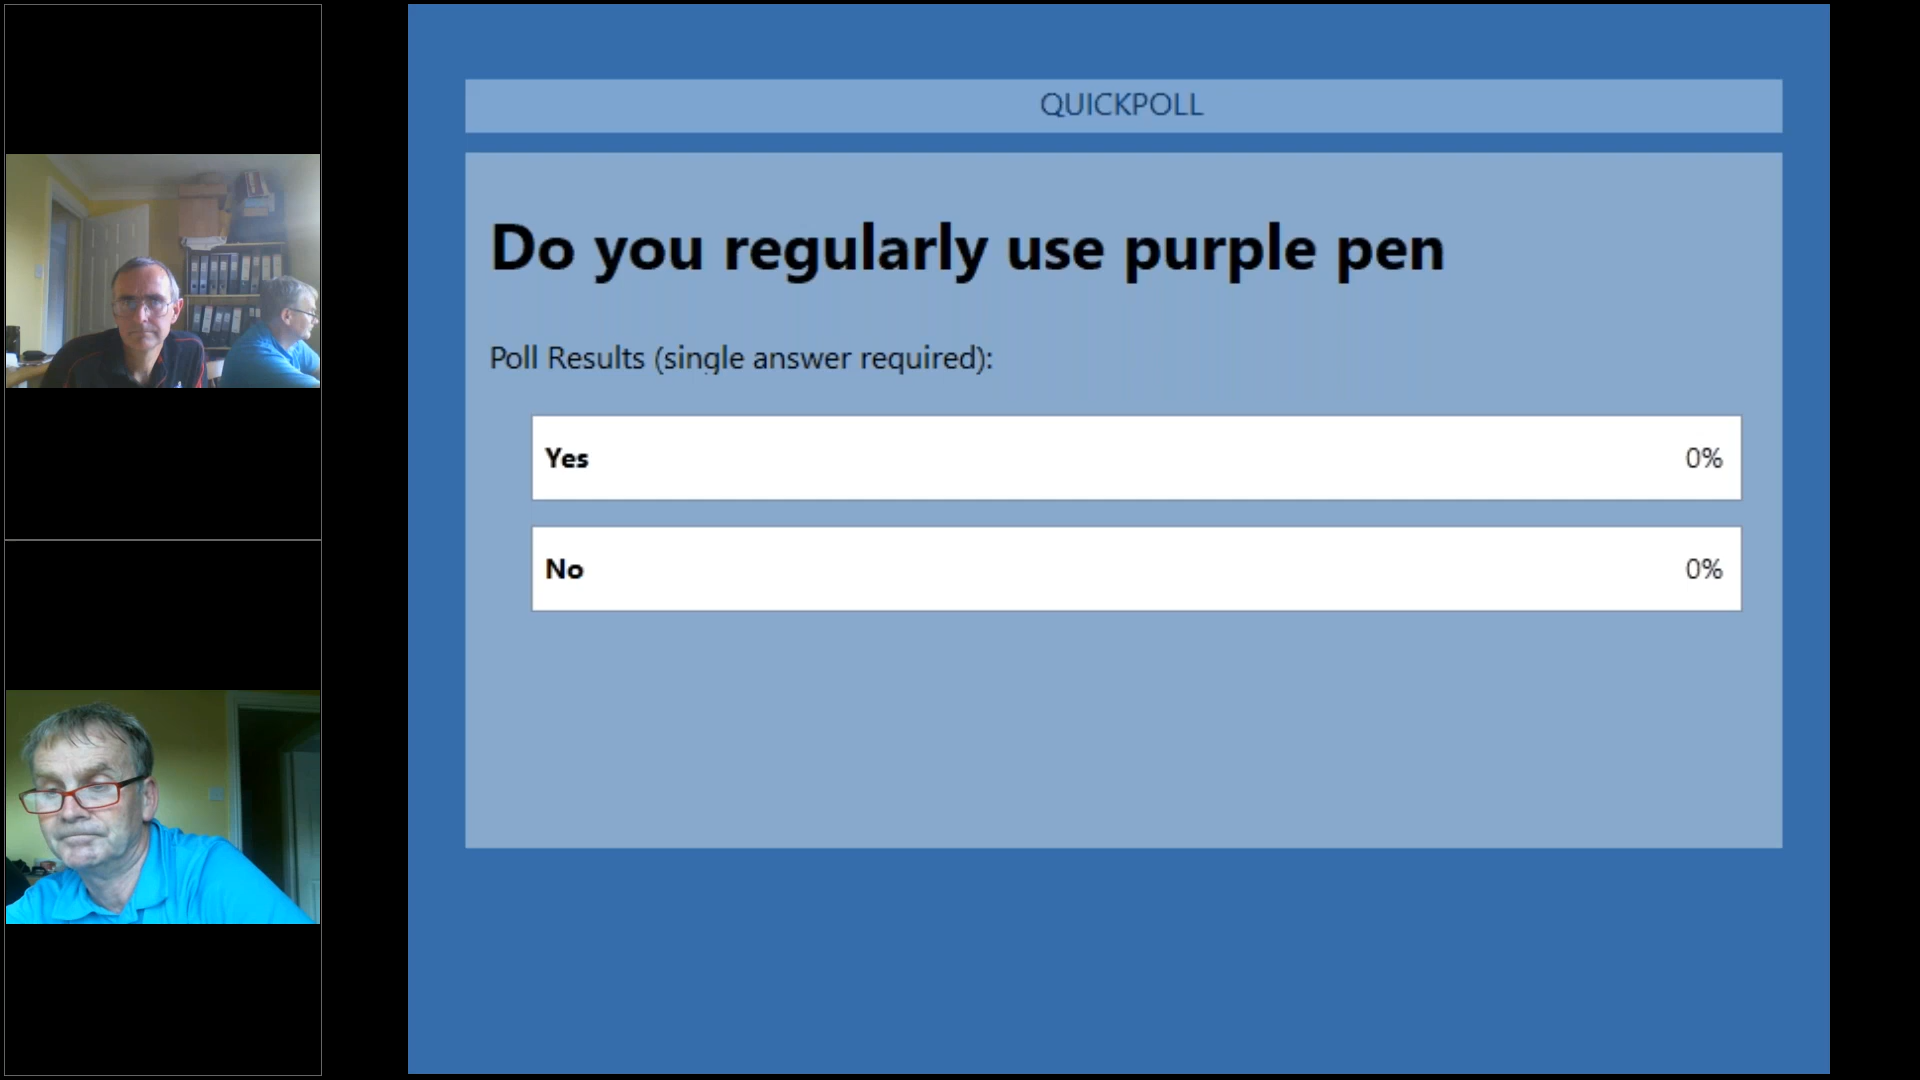 QUICKPOLL
Do you regularly use purple pen
Poll Results (single answer required):
Yes 0%
No 0%